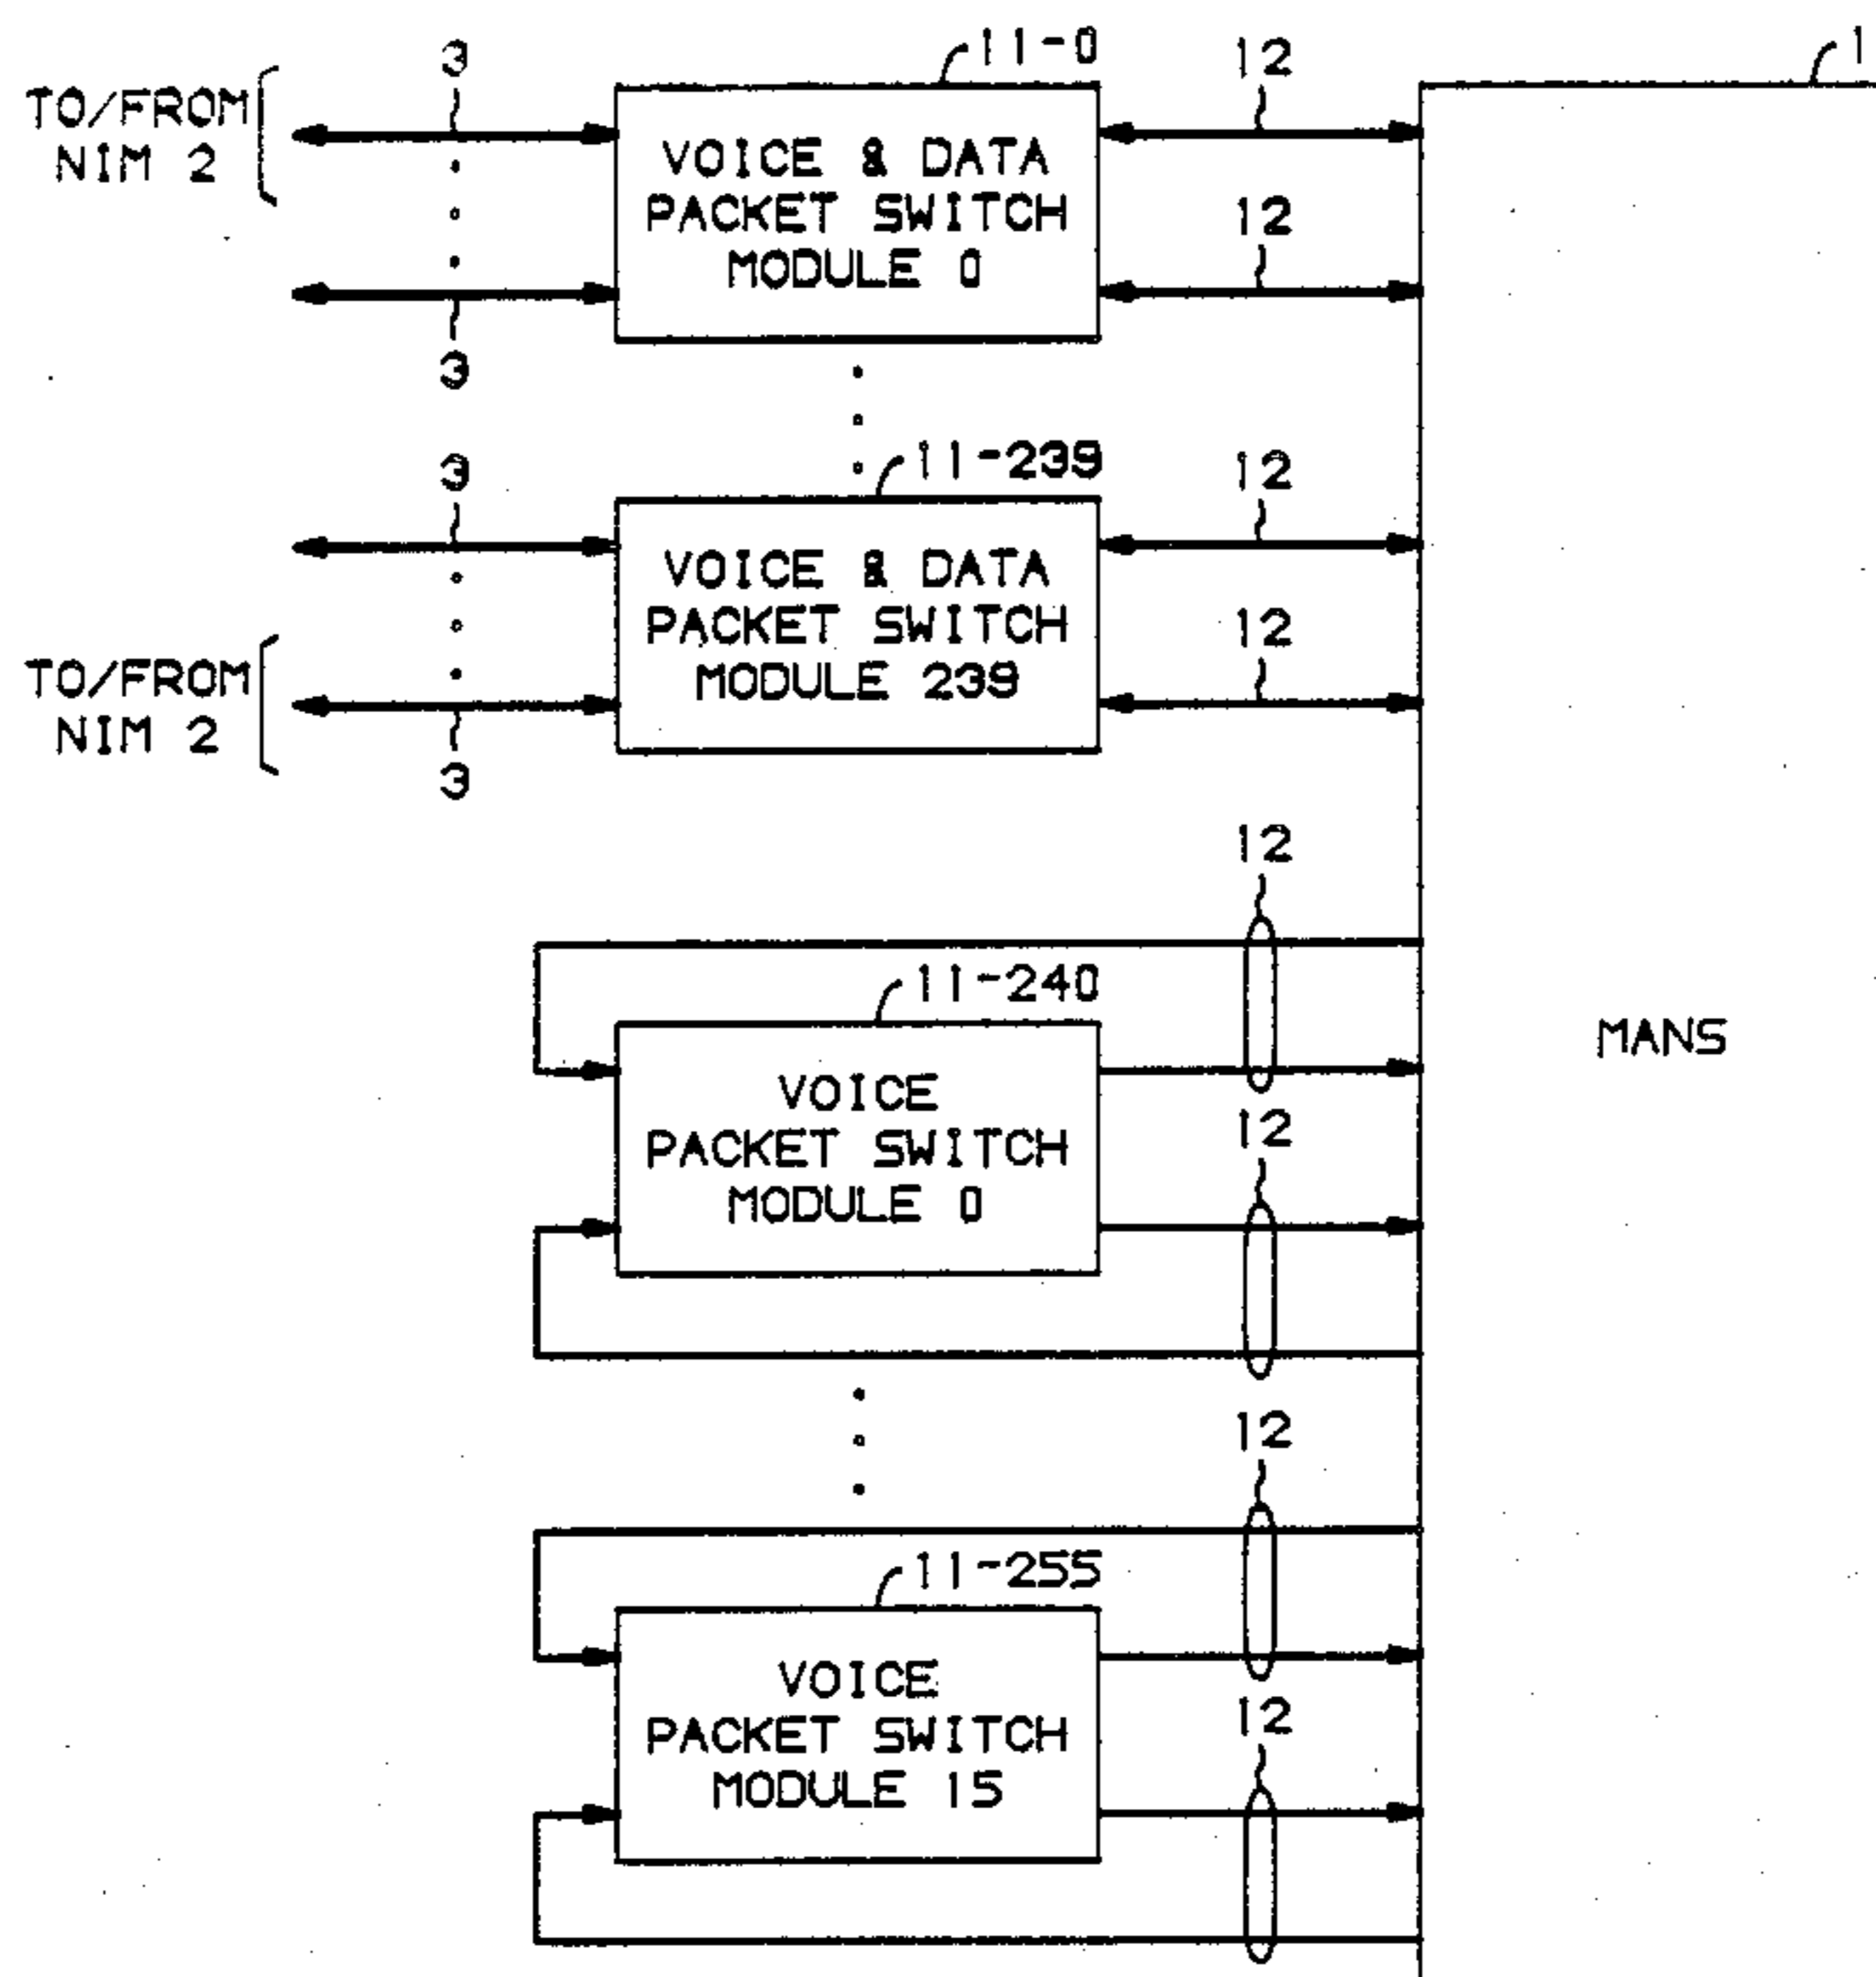 11-0
1
3
12
TO/FROM
NIM 2
VOICE & DATA
PACKET SWITCH
MODULE 0
12
3
11-239
3
12
VOICE & DATA
PACKET SWITCH
MODULE 239
12
TO/FROM
NIM 2
3
12
11-240
MANS
VOICE
PACKET SWITCH
MODULE 0
12
12
11-255
VOICE
PACKET SWITCH
MODULE 15
12